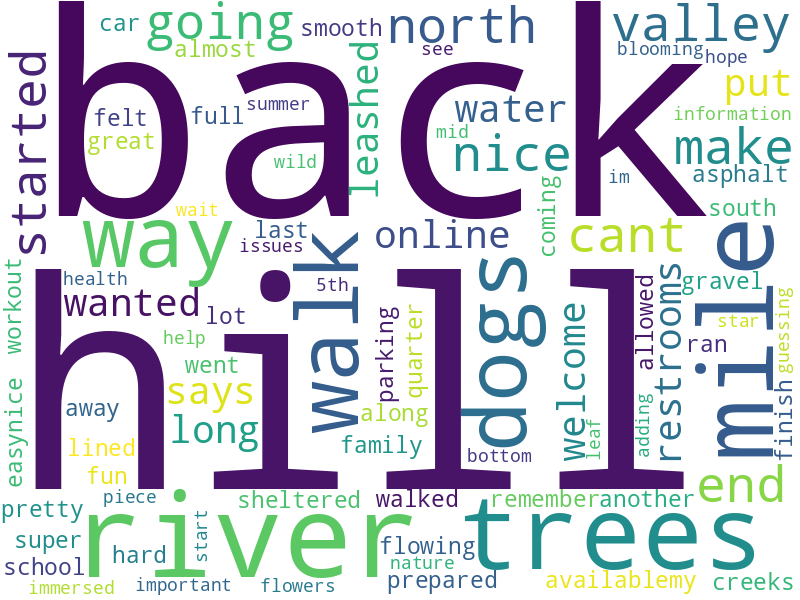 car
going
smooth
north
valley
almost
see
blooming
hope
started
back
leashed
felt
full
summer
water
put
great
mid
information
wild
nice
make
im
asphalt
wait
coming
south
way
last
issues
online
cant
walk
mile
workout
health
5th
dogs
welcome
allowed
restrooms
gravel
wanted
lot
parking
quarter
hill
star
guessing
help
went
ran
says
away
along
long
family
leaf
adding
finish
easynice
lined
bottom
fun
end
piece
sheltered
walked
remember
another
pretty
river
trees
super
start
hard
flowing
school
nature
immersed
important
flowers
prepared
availablemy
creeks